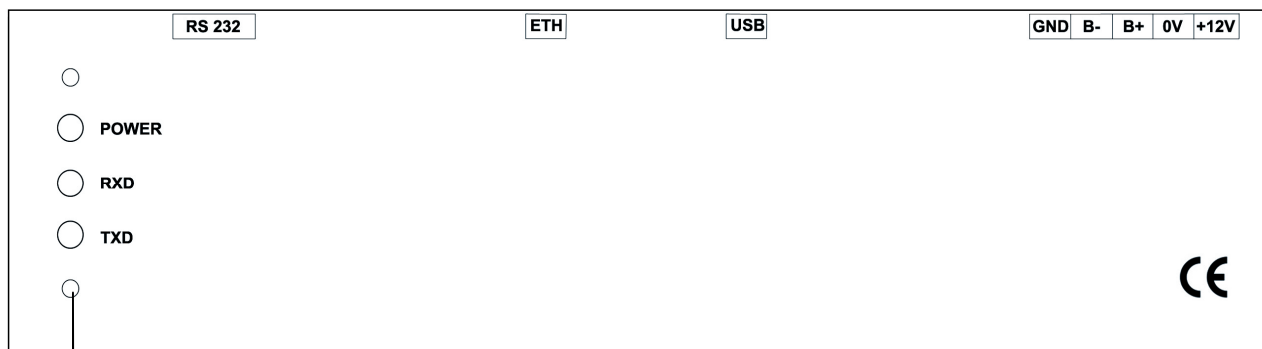 RS 232 ETH USB GND B- B+ 0V +12V
POWER
RXD
TXD
CE